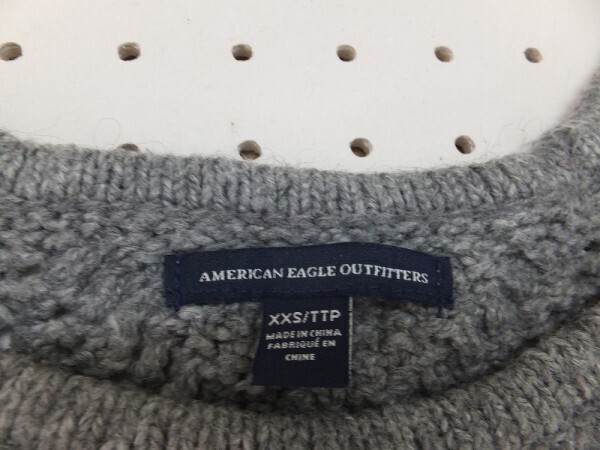 AMERICAN EAGLE OUTFITTERS
XXS/TTP
MADE IN CHINA
FABRIQUÉ EN
CHINE